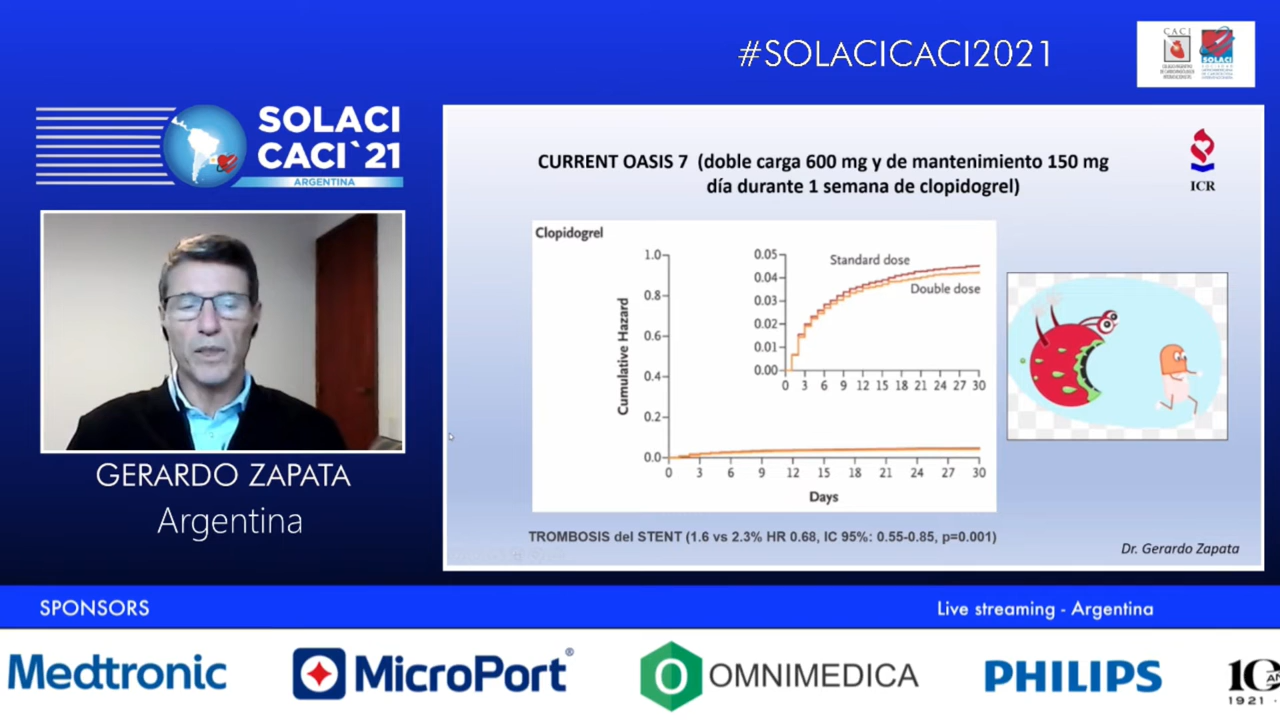 #SOLACICACI2021
CACI
SOLACI
SOLACI
CACI`21
ARGENTINA
GERARDO ZAPATA
Argentina
CURRENT OASIS 7 (doble carga 600 mg y de mantenimiento 150 mg
día durante 1 semana de clopidogrel)
ICR
Clopidogrel
Cumulative Hazard
1.0
0.8
0.6
0.4
0.2
0.0
0 3 6 9 12 15 18 21 24 27 30
Days
0.05
0.04
0.03
0.02
0.01
0.00
0 3 6 9 12 15 18 21 24 27 30
Standard dose
Double dose
TROMBOSIS del STENT (1.6 vs 2.3% HR 0.68, IC 95%: 0.55-0.85, p=0.001)
Dr. Gerardo Zapata
SPONSORS
Live streaming - Argentina
Medtronic
MicroPort®
OMNIMEDICA
PHILIPS
10
AN
1921 -